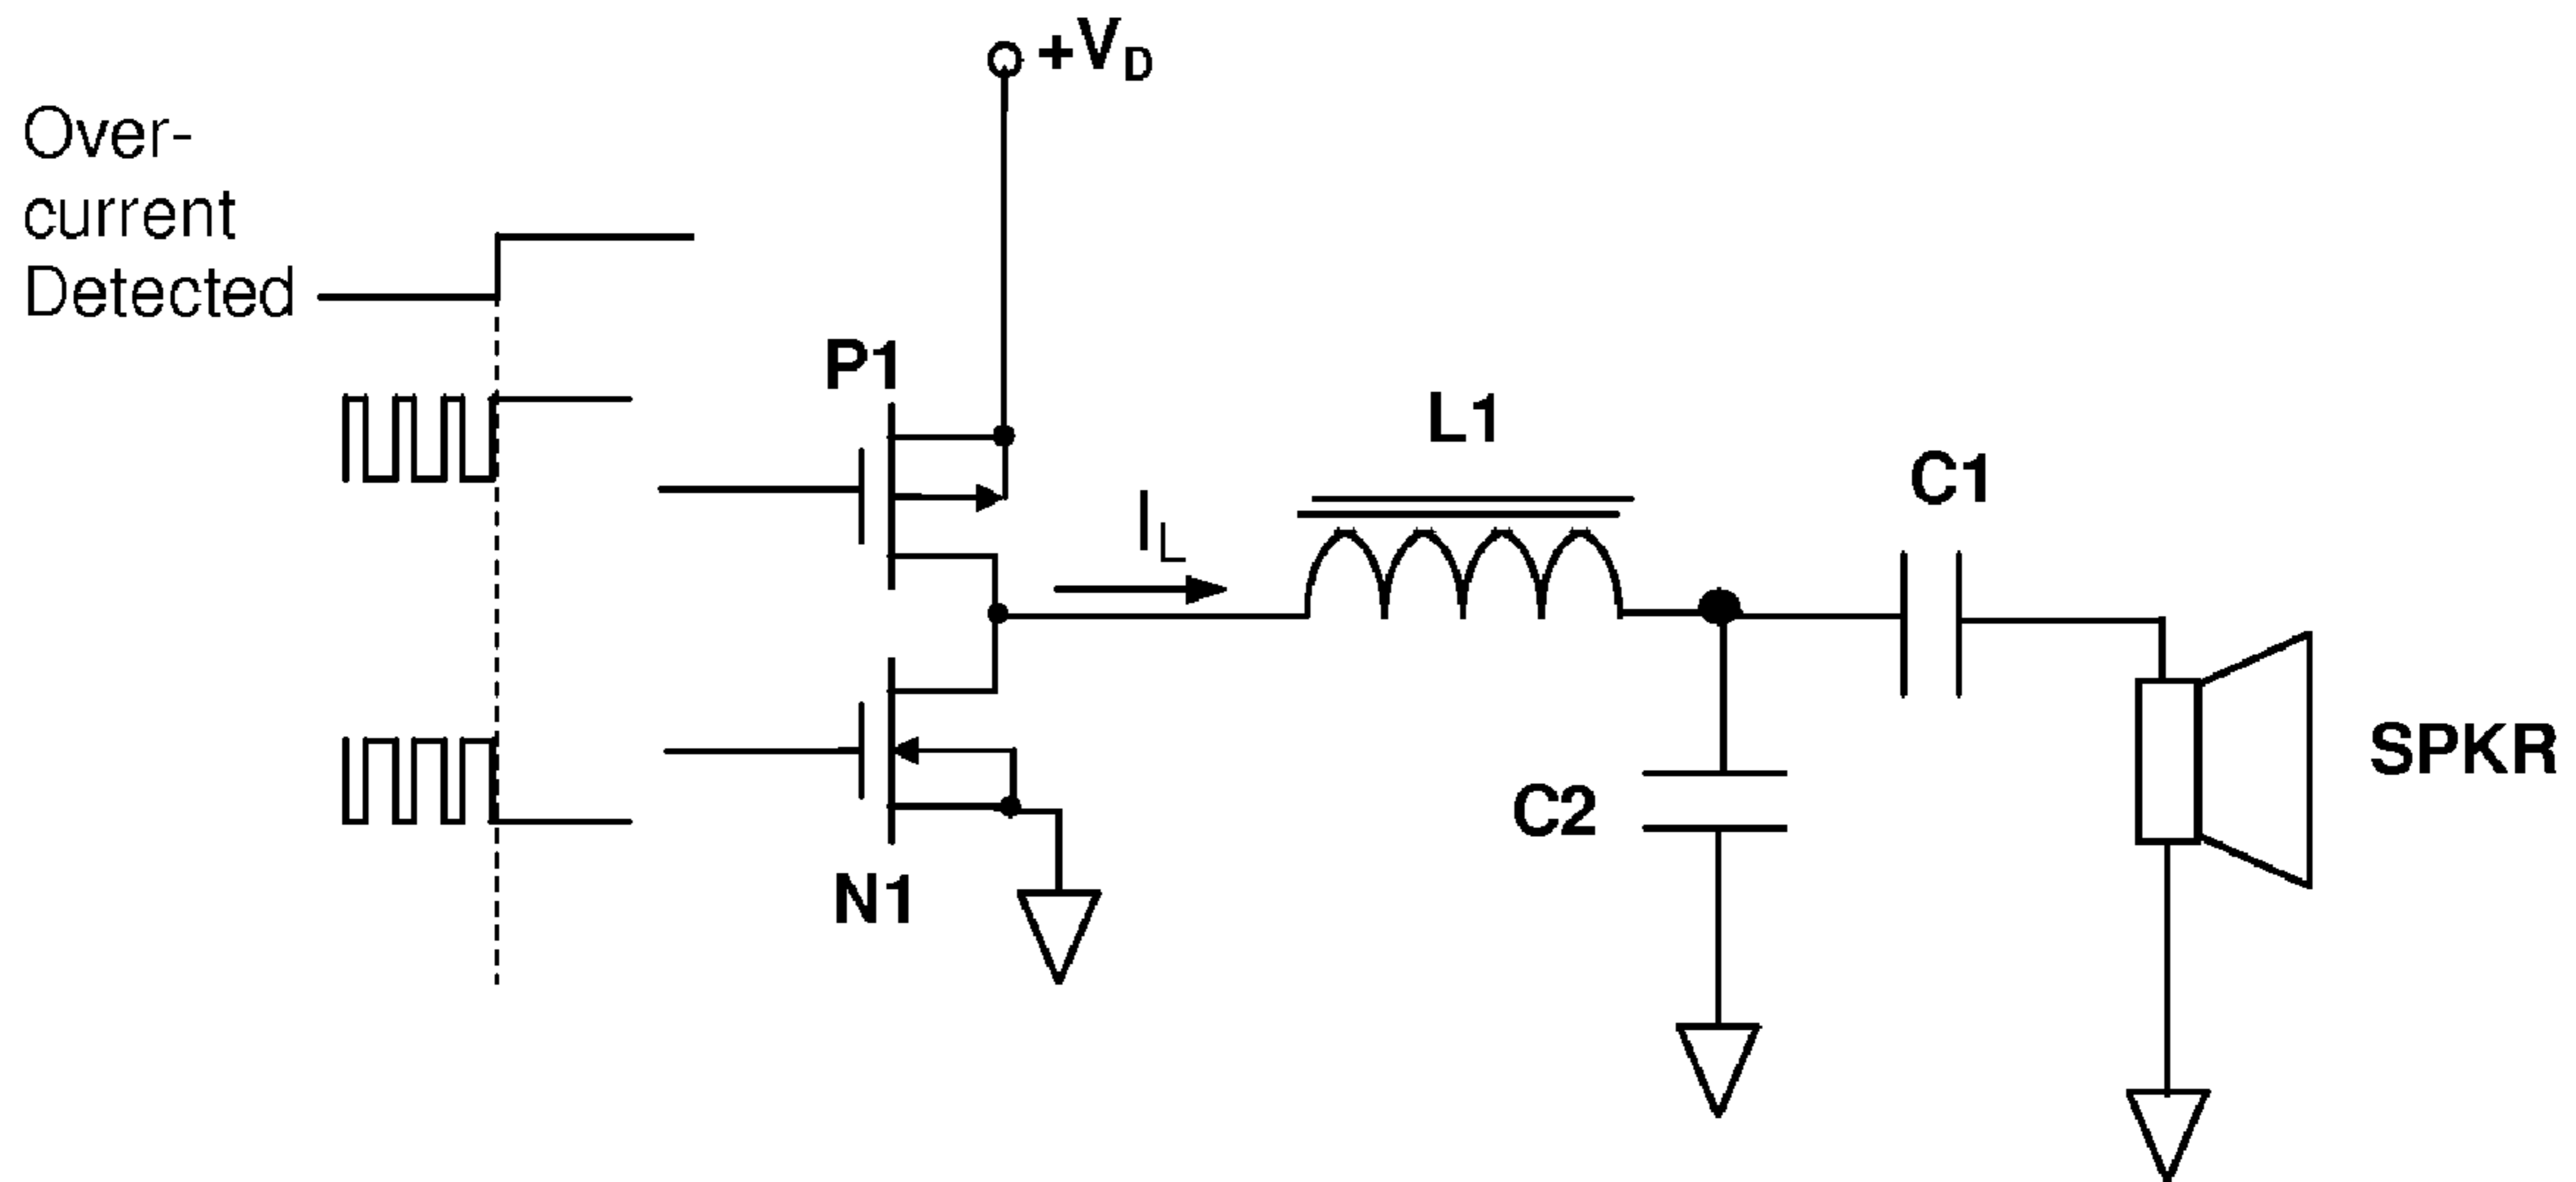 +V_D
Over-
current
Detected
P1
L1
C1
I_L
SPKR
C2
N1